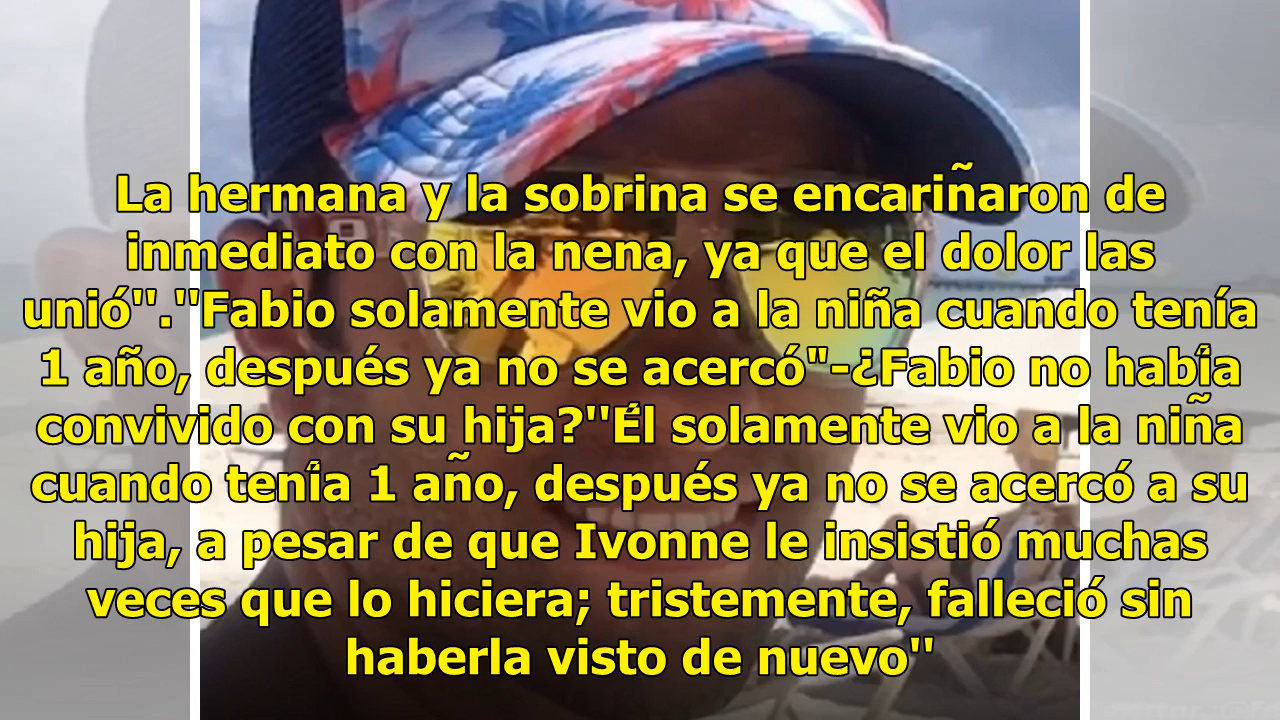 La hermana y la sobrina se encariñaron de
inmediato con la nena, ya que el dolor las
unió''.''Fabio solamente vio a la niña cuando tenía
1 año, después ya no se acercó"-¿Fabio no había
convivido con su hija?''Él solamente vio a la niña
cuando tenía 1 año, después ya no se acercó a su
hija, a pesar de que Ivonne le insistió muchas
veces que lo hiciera; tristemente, falleció sin
haberla visto de nuevo''